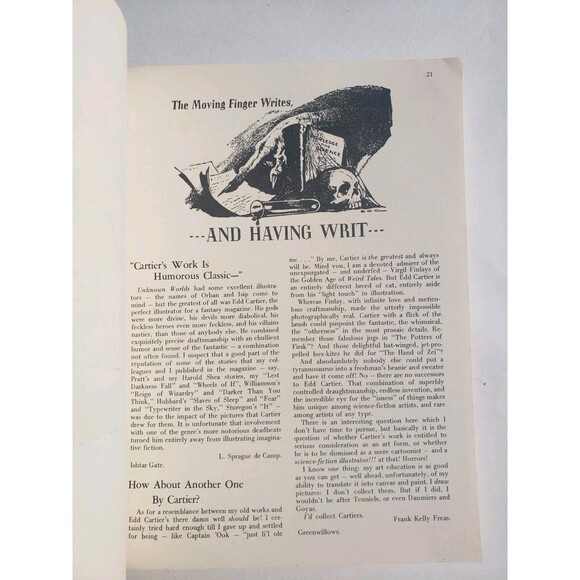 21
The Moving Finger Writes,
---AND HAVING WRIT---
"Cartier's Work Is
Humorous Classic—"
Unknown Worlds had some excellent illustra-
tors — the names of Orban and Isip come to
mind — but the greatest of all was Edd Cartier, the
perfect illustrator for a fantasy magazine. His gods
were more divine, his devils more diabolical, his
feckless heroes even more feckless, and his villains
nastier, than those of anybody else. He combined
exquisitely precise draftsmanship with an ebullient
humor and sense of the fantastic — a combination
not often found. I suspect that a good part of the
reputation of some of the stories that my col-
leagues and I published in the magazine — say,
Pratt's and my Harold Shea stories, my "Lest
Darkness Fall" and "Wheels of If", Williamson's
"Reign of Wizardry" and "Darker Than You
Think," Hubbard's "Slaves of Sleep" and "Fear"
and "Typewriter in the Sky," Sturgeon's "It" —
was due to the impact of the pictures that Cartier
drew for them. It is unfortunate that involvement
with one of the genre's more notorious deadbeats
turned him entirely away from illustrating imagina-
tive fiction.
L. Sprague de Camp.
Ishtar Gate.
How About Another One
By Cartier?
As for a resemblance between my old works and
Edd Cartier's there damn well should be! I cer-
tainly tried hard enough till I gave up and settled
for being — like Captain 'Ook — "just li'l ole
me . . ." By me, Cartier is the greatest and always
will be. Mind you, I am a devoted admirer of the
unexpurgated — and underfed — Virgil Finlays of
the Golden Age of Weird Tales. But Edd Cartier is
an entirely different breed of cat, entirely aside
from his "light touch" in illustration.
Whereas Finlay, with infinite love and meticu-
lous craftmanship, made the utterly impossible
photographically real. Cartier with a flick of the
brush could pinpoint the fantastic, the whimsical,
the "otherness" in the most prosaic details. Re-
member those fabulous jugs in "The Potters of
Firsk"? And those delightful bat-winged, jet-pro-
pelled box-kites he did for "The Hand of Zei"?
And absodamlutely nobody else could put a
tyrannosauros into a freshman's beanie and sweater
and have it come off! No — there are no successors
to Edd Cartier. That combination of superbly
controlled draughtsmanship, endless invention, and
the incredible eye for the "isness" of things makes
him unique among science-fiction artists, and rare
among artists of any type.
There is an interesting question here which I
don't have time to pursue, but basically it is the
question of whether Cartier's work is entitled to
serious consideration as an art form, or whether
he is to be dismissed as a mere cartoonist — and a
science-fiction illustrator!!! at that! Horrors!
I know one thing: my art education is as good
as you can get — well ahead, unfortunately, of my
ability to translate it into canvas and paint. I draw
pictures: I don't collect them. But if I did, I
wouldn't be after Tenniels, or even Daumiers and
Goyas.
I'd collect Cartiers.
Frank Kelly Freas.
Greenwillows.